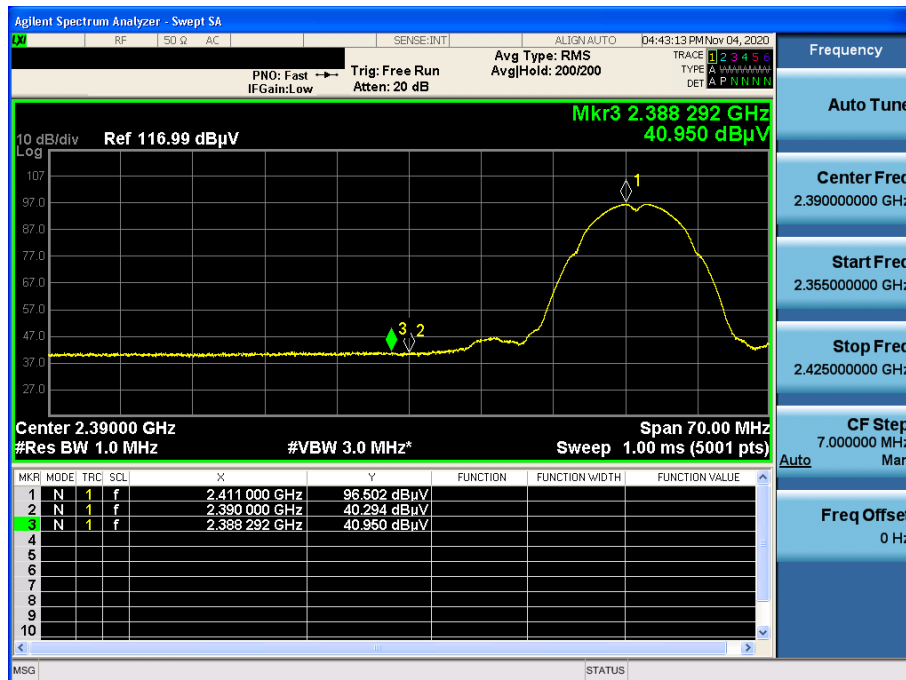 Agilent Spectrum Analyzer - Swept SA
LXI RF 50 Ω AC SENSE:INT ALIGN AUTO 04:43:13 PM Nov 04, 2020
PNO: Fast Trig: Free Run Avg Type: RMS TRACE 1 2 3 4 5 6
IFGain:Low Atten: 20 dB Avg|Hold: 200/200 TYPE A WWWWW
DET A P N N N N
Frequency
Mkr3 2.388 292 GHz
10 dB/div Ref 116.99 dBµV 40.950 dBµV
Log
107
97.0
87.0
77.0
67.0
57.0
47.0
37.0
27.0
1
3 2
Center 2.39000 GHz Span 70.00 MHz
#Res BW 1.0 MHz #VBW 3.0 MHz* Sweep 1.00 ms (5001 pts)
MKR MODE TRC SCL X Y FUNCTION FUNCTION WIDTH FUNCTION VALUE
1 N 1 f 2.411 000 GHz 96.502 dBµV
2 N 1 f 2.390 000 GHz 40.294 dBµV
3 N 1 f 2.388 292 GHz 40.950 dBµV
4
5
6
7
8
9
10
MSG STATUS
Auto Tune
Center Freq
2.390000000 GHz
Start Freq
2.355000000 GHz
Stop Freq
2.425000000 GHz
CF Step
7.000000 MHz
Auto Man
Freq Offset
0 Hz